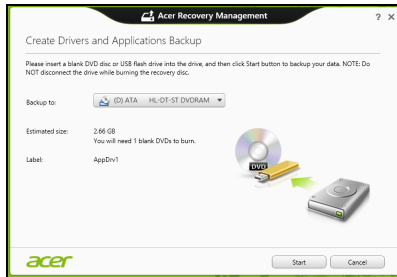 Acer Recovery Management
? ×
Create Drivers and Applications Backup
Please insert a blank DVD disc or USB flash drive into the drive, and then click Start button to backup your data. NOTE: Do
NOT disconnect the drive while burning the recovery disc.
Backup to: (D) ATA HL-DT-ST DVDRAM
Estimated size: 2.66 GB
You will need 1 blank DVDs to burn.
Label: AppDrv1
DVD
acer
Start Cancel